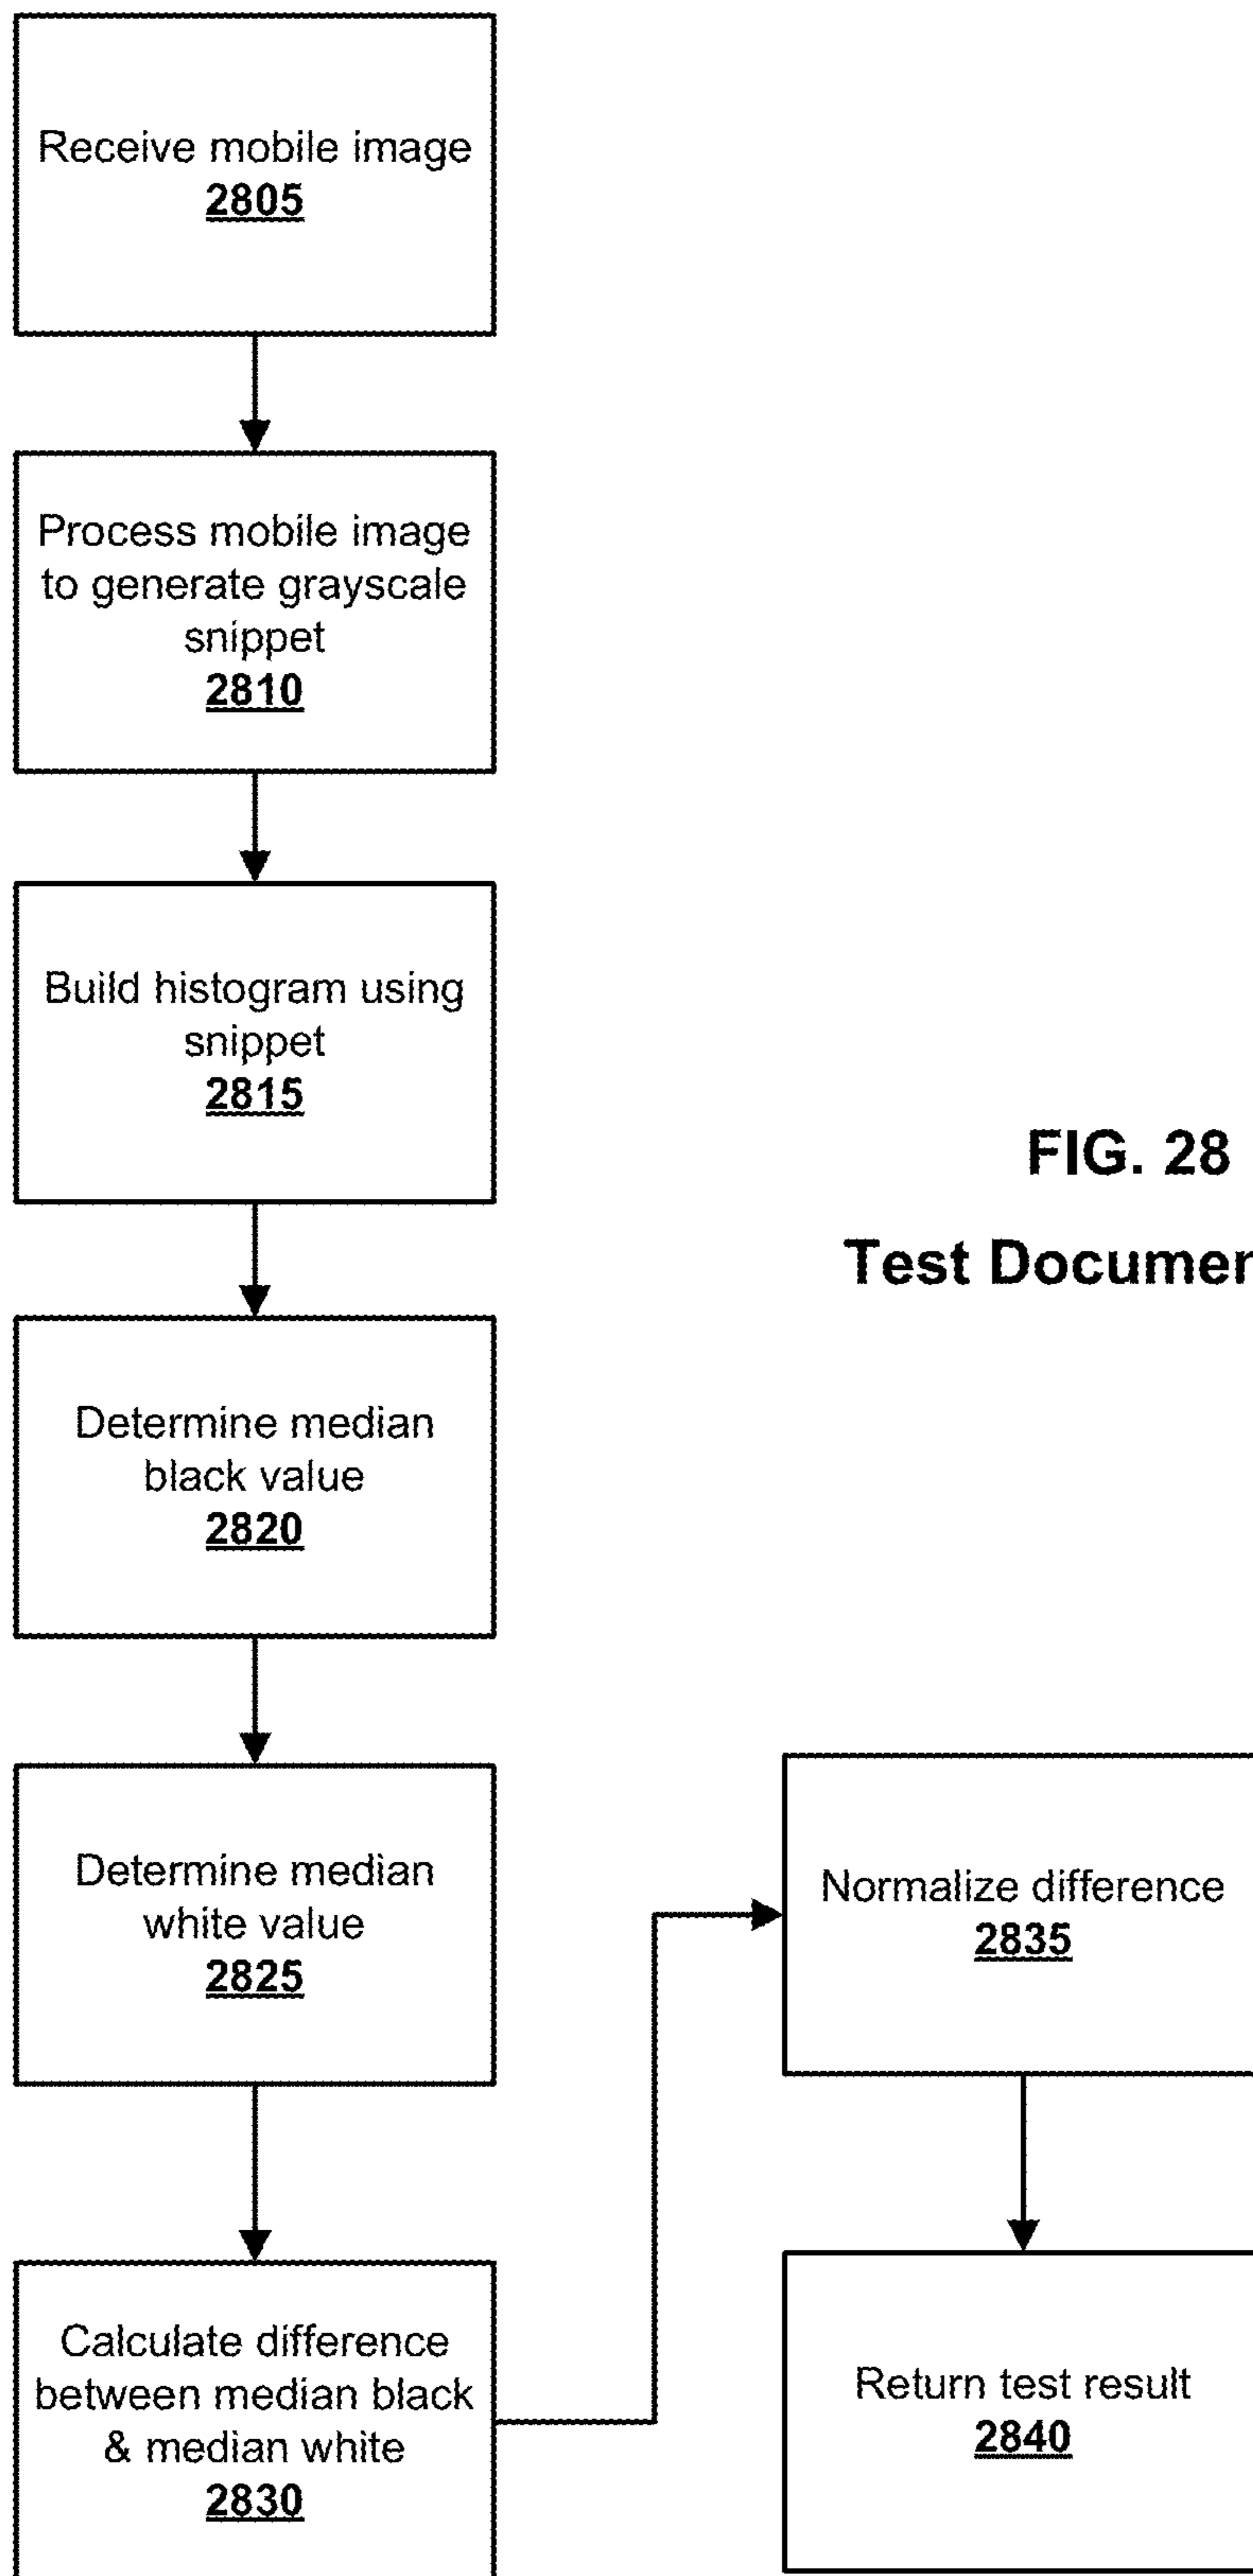 Receive mobile image
2805
Process mobile image
to generate grayscale
snippet
2810
Build histogram using
snippet
2815
FIG. 28
Test Documen
Determine median
black value
2820
Determine median
white value
2825
Normalize difference
2835
Calculate difference
between median black
& median white
2830
Return test result
2840